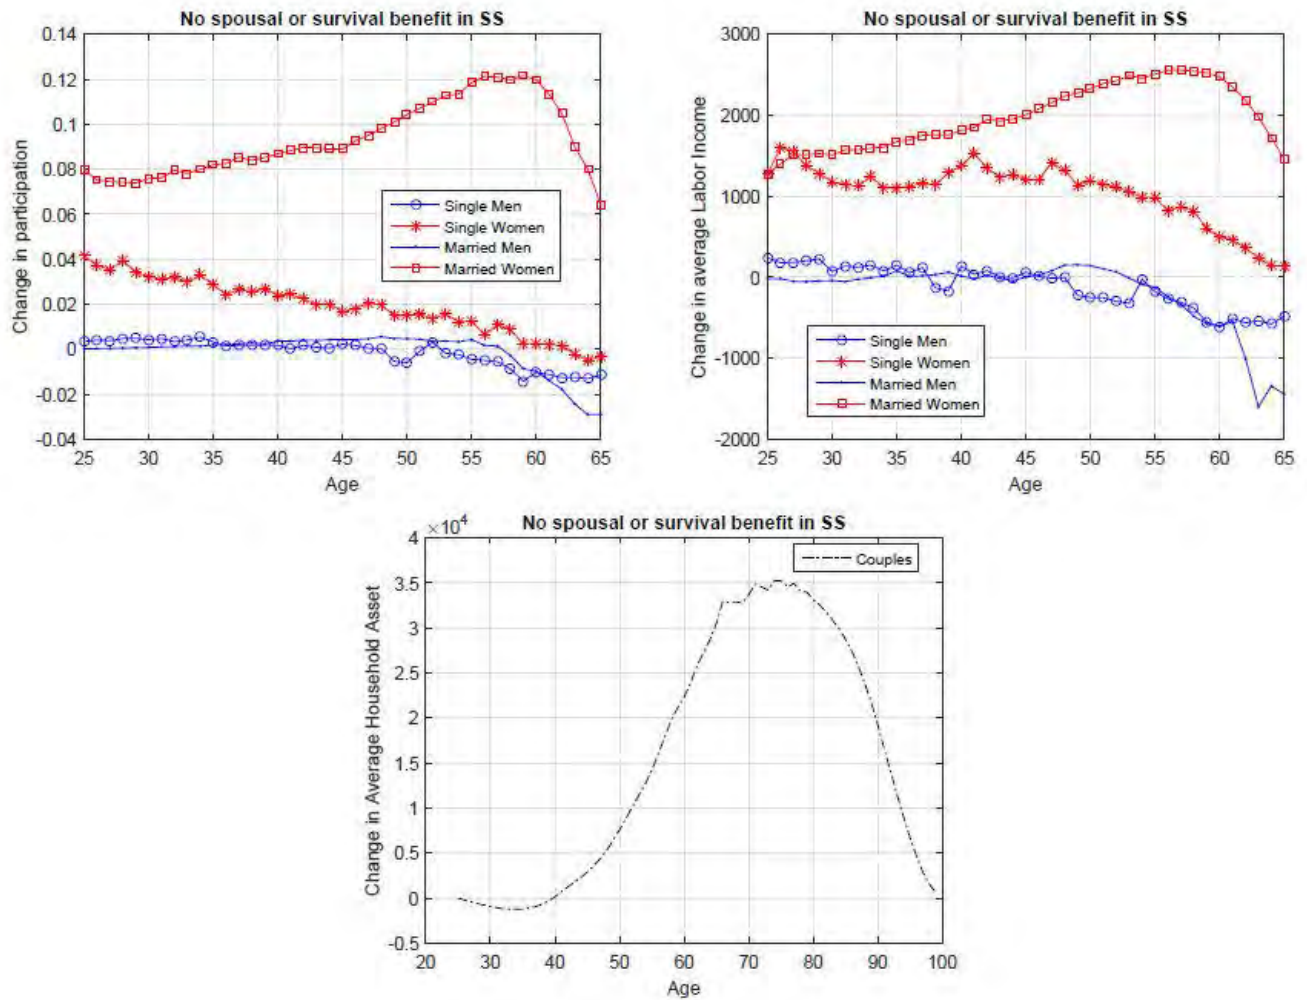 No spousal or survival benefit in SS
0.14
0.12
0.1
0.08
0.06
0.04
0.02
0
-0.02
-0.04
Change in participation
Single Men
Single Women
Married Men
Married Women
25 30 35 40 45 50 55 60 65
Age
No spousal or survival benefit in SS
3000
2000
1000
0
-1000
-2000
Change in average Labor Income
Single Men
Single Women
Married Men
Married Women
25 30 35 40 45 50 55 60 65
Age
No spousal or survival benefit in SS
×10⁴
4
3.5
3
2.5
2
1.5
1
0.5
0
-0.5
Change in Average Household Asset
Couples
20 30 40 50 60 70 80 90 100
Age